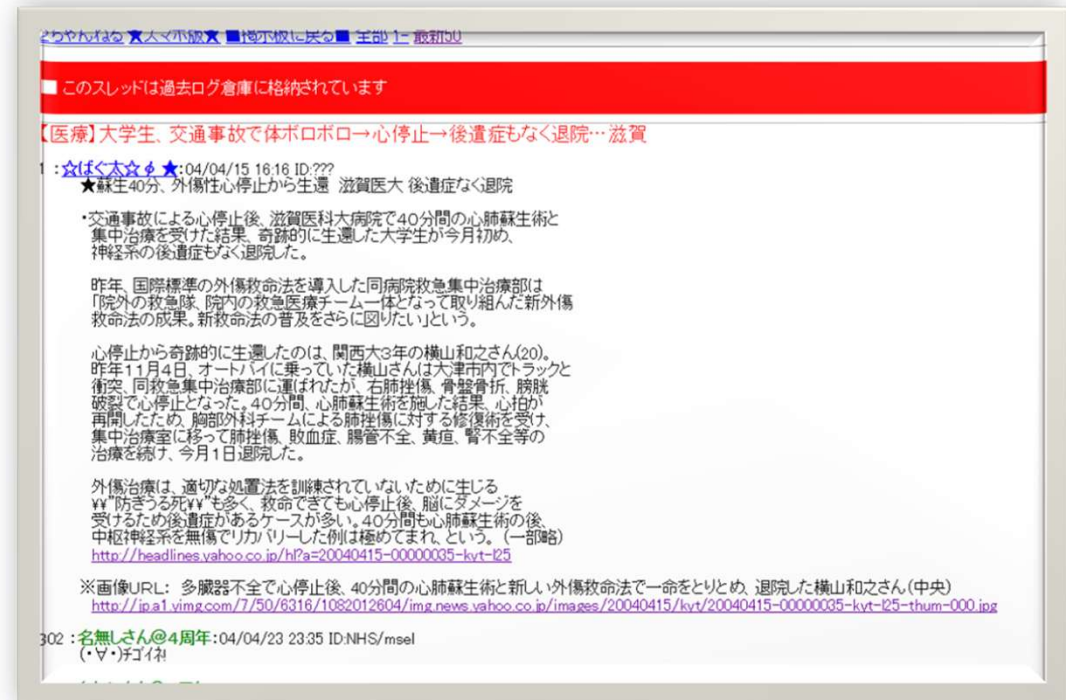 2ちゃんねる ★スマホ版★ ■掲示板に戻る■ 全部 1- 最新50
■ このスレッドは過去ログ倉庫に格納されています
【医療】大学生、交通事故で体ボロボロ→心停止→後遺症もなく退院…滋賀
1 :☆ばぐ太☆φ ★:04/04/15 16:16 ID:???
★蘇生40分、外傷性心停止から生還 滋賀医大 後遺症なく退院
・交通事故による心停止後、滋賀医科大病院で40分間の心肺蘇生術と
集中治療を受けた結果、奇跡的に生還した大学生が今月初め、
神経系の後遺症もなく退院した。
昨年、国際標準の外傷救命法を導入した同病院救急集中治療部は
「院外の救急隊、院内の救急医療チーム一体となって取り組んだ新外傷
救命法の成果。新救命法の普及をさらに図りたい」という。
心停止から奇跡的に生還したのは、関西大3年の横山和之さん(20)。
昨年11月4日、オートバイに乗っていた横山さんは大津市内でトラックと
衝突、同救急集中治療部に運ばれたが、右肺挫傷、骨盤骨折、膀胱
破裂で心停止となった。40分間、心肺蘇生術を施した結果、心拍が
再開したため、胸部外科チームによる肺挫傷に対する修復術を受け、
集中治療室に移って肺挫傷、敗血症、腸管不全、黄疸、腎不全等の
治療を続け、今月1日退院した。
外傷治療は、適切な処置法を訓練されていないために生じる
¥¥"防ぎうる死¥¥"も多く、救命できても心停止後、脳にダメージを
受けるため後遺症があるケースが多い。40分間も心肺蘇生術の後、
中枢神経系を無傷でリカバリーした例は極めてまれ、という。(一部略)
http://headlines.yahoo.co.jp/hl?a=20040415-00000035-kyt-l25
※画像URL: 多臓器不全で心停止後、40分間の心肺蘇生術と新しい外傷救命法で一命をとりとめ、退院した横山和之さん(中央)
http://jp.a1.yimg.com/7/50/6316/1082012604/img.news.yahoo.co.jp/images/20040415/kyt/20040415-00000035-kyt-l25-thum-000.jpg
302 :名無しさん@4周年:04/04/23 23:35 ID:NHS/msel
(・∀・)チゴイネ!